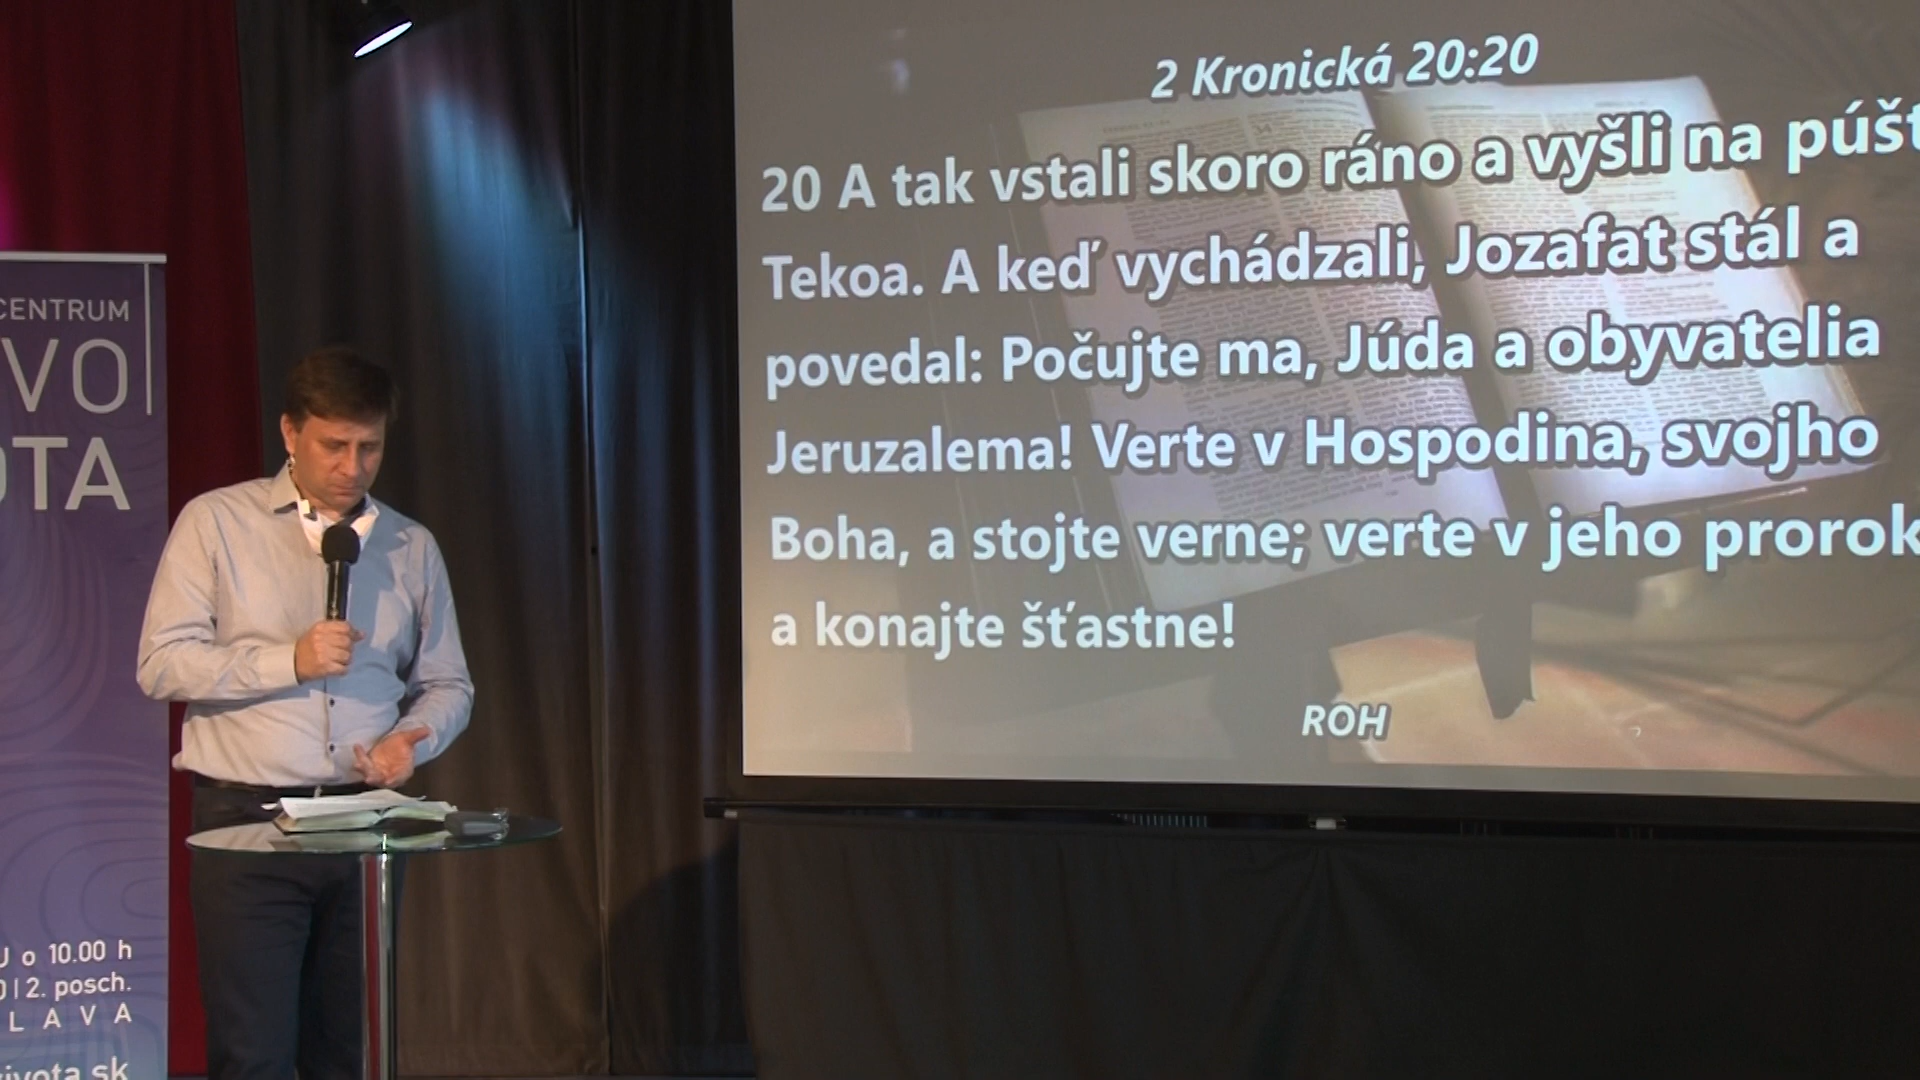 2 Kronická 20:20
20 A tak vstali skoro ráno a vyšli na púšť
Tekoa. A keď vychádzali, Jozafat stál a
povedal: Počujte ma, Júda a obyvatelia
Jeruzalema! Verte v Hospodina, svojho
Boha, a stojte verne; verte v jeho prorok
a konajte šťastne!
ROH
CENTRUM
VO
OTA
U o 10.00 h
0 | 2. posch.
LAVA
ivota.sk